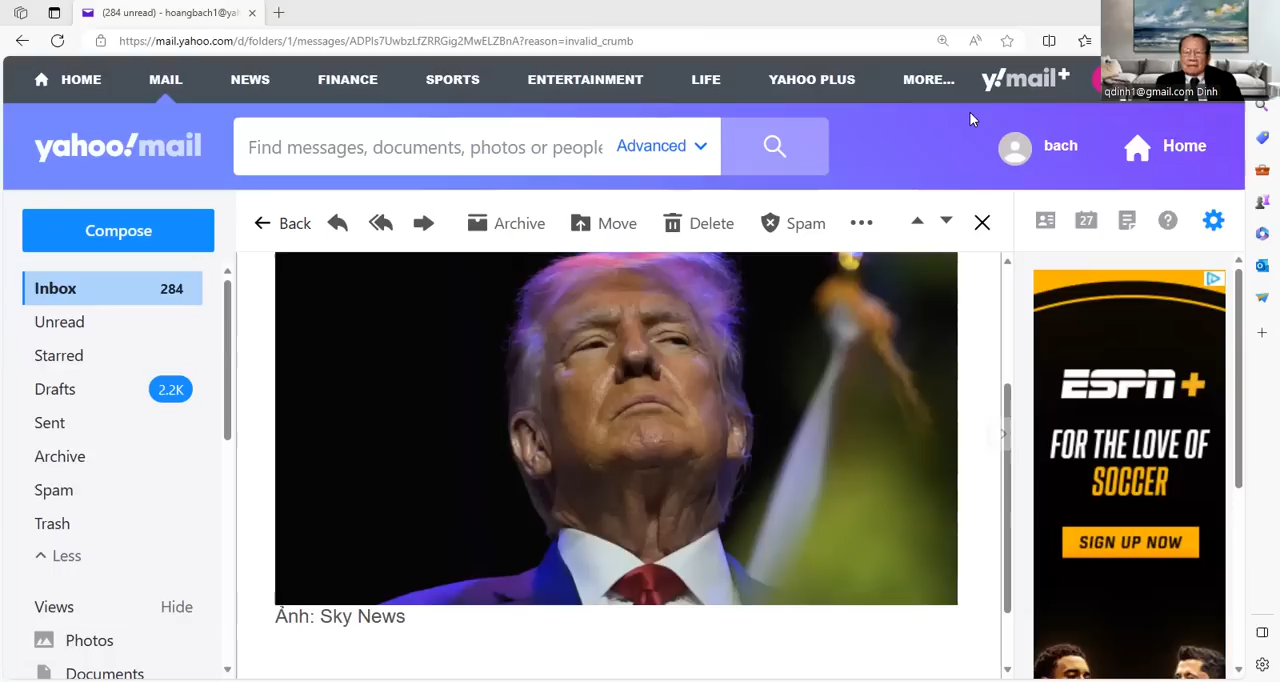 (284 unread) - hoangbach1@ya
https://mail.yahoo.com/d/folders/1/messages/ADPIs7UwbzLfZRRGig2MwELZBnA?reason=invalid_crumb
qdinh1@gmail.com Dinh
HOME MAIL NEWS FINANCE SPORTS ENTERTAINMENT LIFE YAHOO PLUS MORE... y!mail+
yahoo!mail
Find messages, documents, photos or people
Advanced
bach
Home
Compose
Back Archive Move Delete Spam
27
Inbox 284
Unread
Starred
Drafts 2.2K
Sent
Archive
Spam
Trash
Less
Views Hide
Photos
Documents
Ảnh: Sky News
ESPN+
FOR THE LOVE OF
SOCCER
SIGN UP NOW